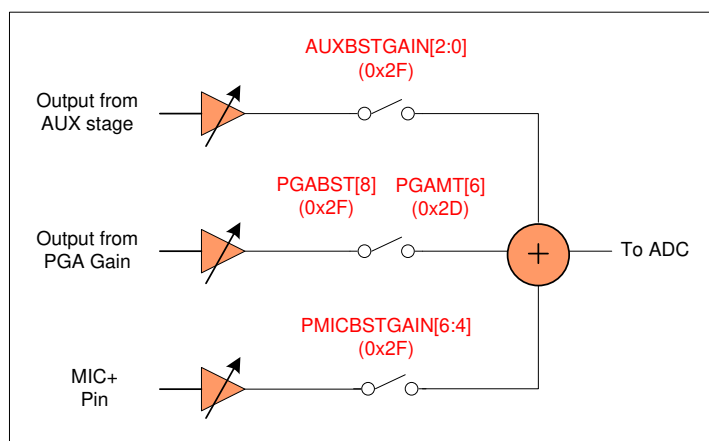 AUXBSTGAIN[2:0]
(0x2F)
Output from
AUX stage
PGABST[8] PGAMT[6]
(0x2F) (0x2D)
Output from
PGA Gain
+
To ADC
PMICBSTGAIN[6:4]
(0x2F)
MIC+
Pin